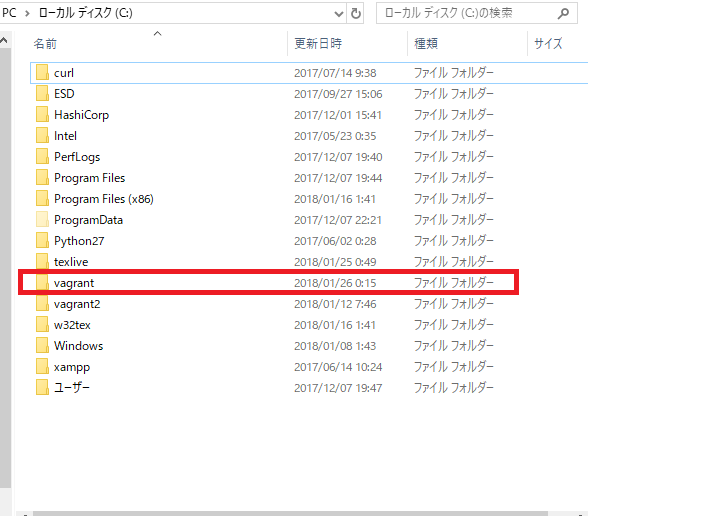 PC > ローカル ディスク (C:)
ローカル ディスク (C:)の検索
名前 更新日時 種類 サイズ
curl 2017/07/14 9:38 ファイル フォルダー
ESD 2017/09/27 15:06 ファイル フォルダー
HashiCorp 2017/12/01 15:41 ファイル フォルダー
Intel 2017/05/23 0:35 ファイル フォルダー
PerfLogs 2017/12/07 19:40 ファイル フォルダー
Program Files 2017/12/07 19:44 ファイル フォルダー
Program Files (x86) 2018/01/16 1:41 ファイル フォルダー
ProgramData 2017/12/07 22:21 ファイル フォルダー
Python27 2017/06/02 0:28 ファイル フォルダー
texlive 2018/01/25 0:49 ファイル フォルダー
vagrant 2018/01/26 0:15 ファイル フォルダー
vagrant2 2018/01/12 7:46 ファイル フォルダー
w32tex 2018/01/16 1:41 ファイル フォルダー
Windows 2018/01/08 1:43 ファイル フォルダー
xampp 2017/06/14 10:24 ファイル フォルダー
ユーザー 2017/12/07 19:47 ファイル フォルダー